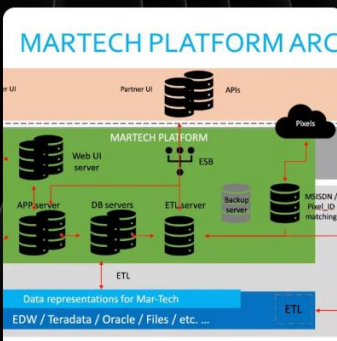 MARTECH PLATFORM ARC
er UI
Partner UI
APIs
Pixels
MARTECH PLATFORM
Web UI
server
ESB
APP server
DB servers
ETL server
Backup
server
MSISDN /
Pixel_ID
matching
ETL
Data representations for Mar-Tech
EDW / Teradata / Oracle / Files / etc. ...
ETL